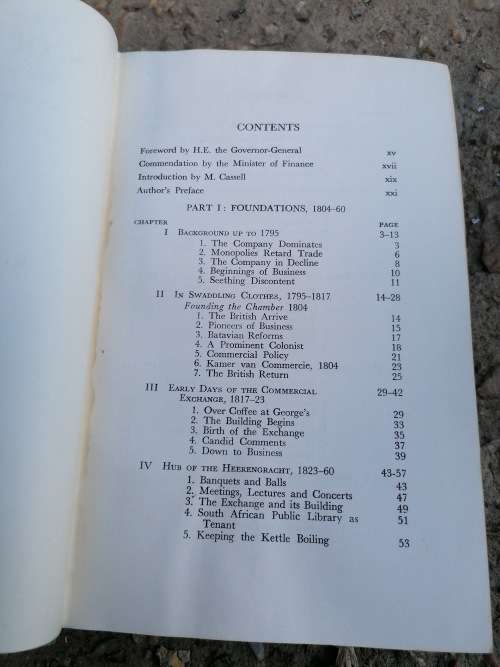 CONTENTS
Foreword by H.E. the Governor-General xv
Commendation by the Minister of Finance xvii
Introduction by M. Cassell xix
Author's Preface xxi
PART I: FOUNDATIONS, 1804-60
CHAPTER PAGE
I BACKGROUND UP TO 1795 3-13
1. The Company Dominates 3
2. Monopolies Retard Trade 6
3. The Company in Decline 8
4. Beginnings of Business 10
5. Seething Discontent 11
II IN SWADDLING CLOTHES, 1795-1817 14-28
Founding the Chamber 1804
1. The British Arrive 14
2. Pioneers of Business 15
3. Batavian Reforms 17
4. A Prominent Colonist 18
5. Commercial Policy 21
6. Kamer van Commercie, 1804 23
7. The British Return 25
III EARLY DAYS OF THE COMMERCIAL
EXCHANGE, 1817-23 29-42
1. Over Coffee at George's 29
2. The Building Begins 33
3. Birth of the Exchange 35
4. Candid Comments 37
5. Down to Business 39
IV HUB OF THE HEERENGRACHT, 1823-60 43-57
1. Banquets and Balls 43
2. Meetings, Lectures and Concerts 47
3. The Exchange and its Building 49
4. South African Public Library as
Tenant 51
5. Keeping the Kettle Boiling 53